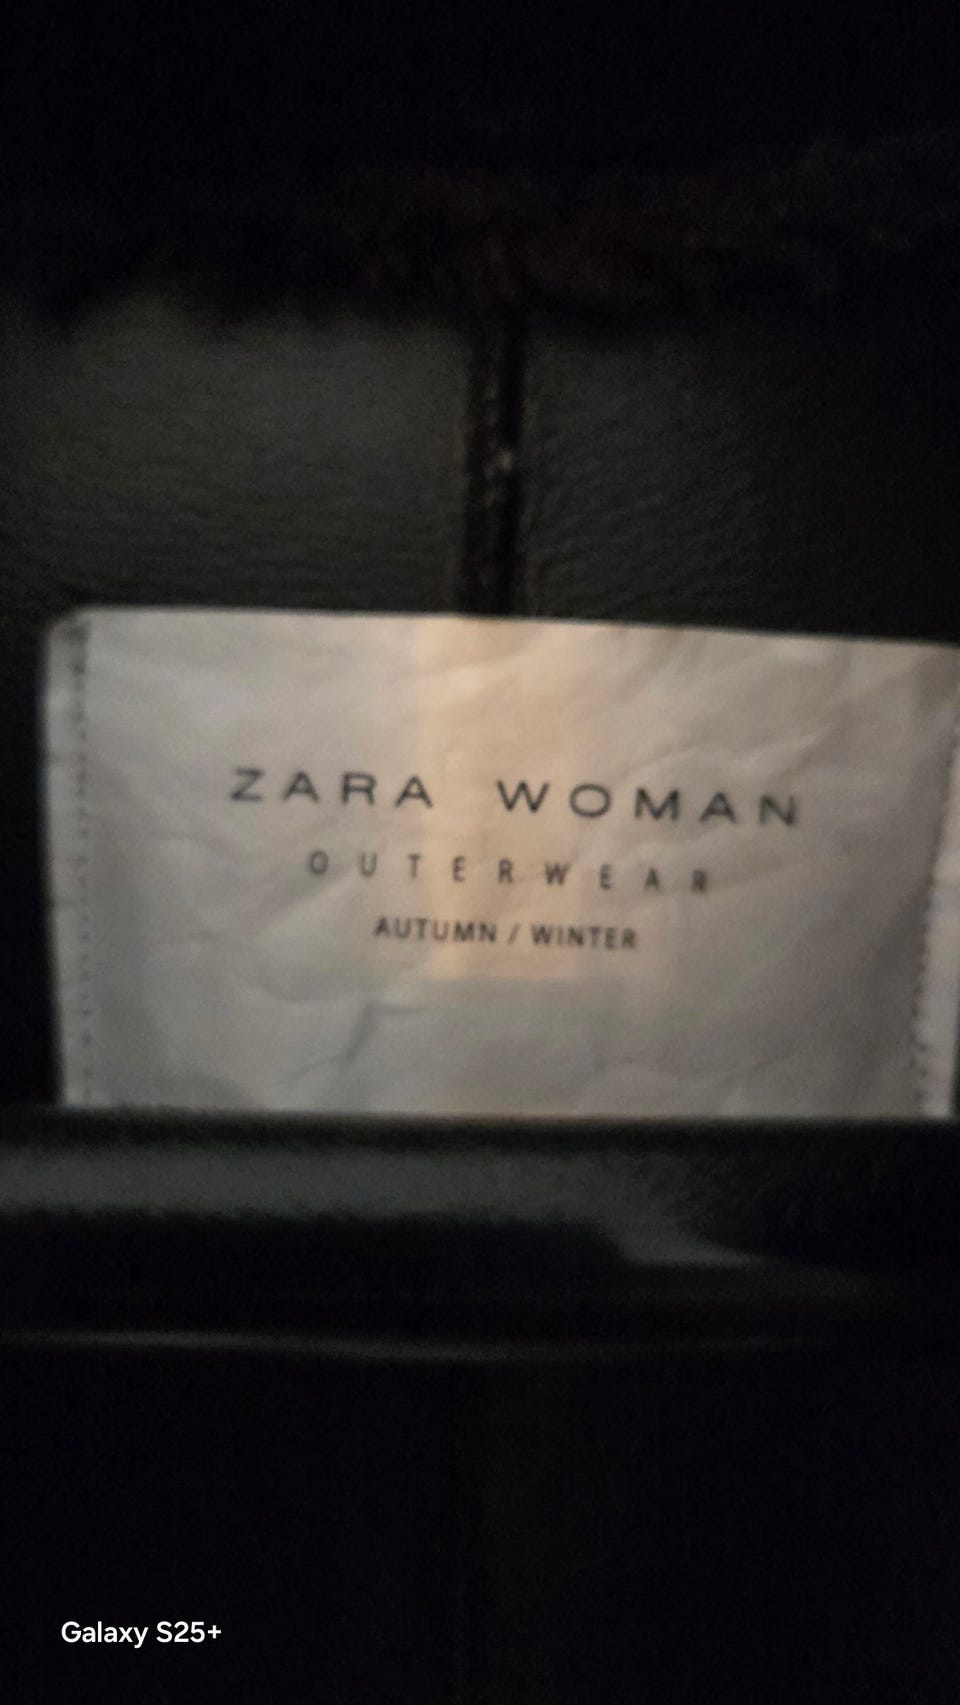 ZARA WOMAN
OUTERWEAR
AUTUMN / WINTER
Galaxy S25+